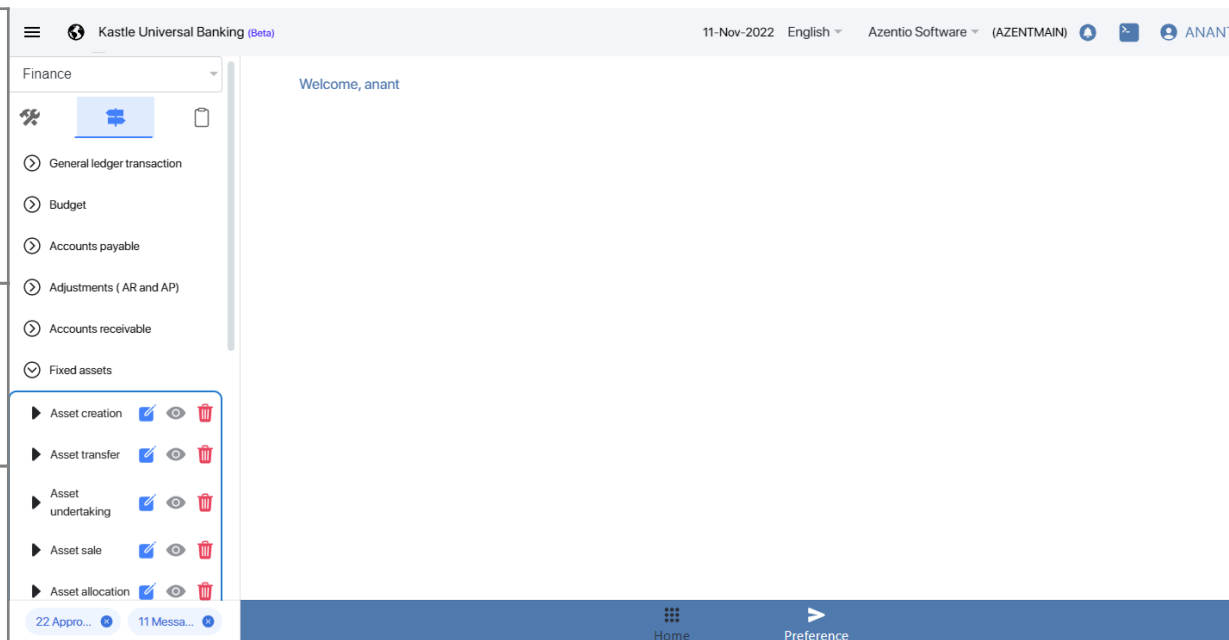 Kastle Universal Banking (Beta)
11-Nov-2022 English Azentio Software (AZENTMAIN) ANANT
Finance
Welcome, anant
General ledger transaction
Budget
Accounts payable
Adjustments ( AR and AP)
Accounts receivable
Fixed assets
Asset creation
Asset transfer
Asset
undertaking
Asset sale
Asset allocation
22 Appro... 11 Messa...
Home Preference